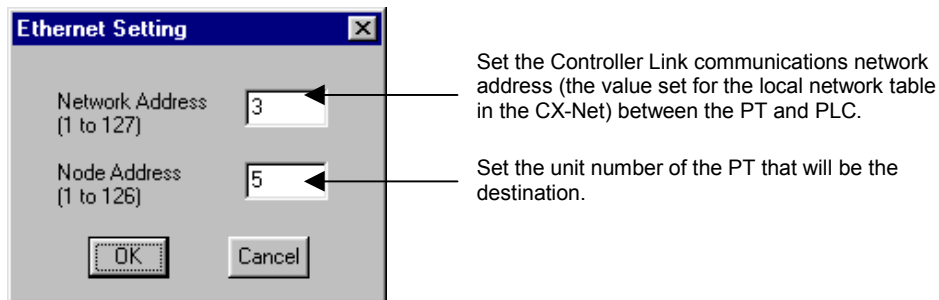 Ethernet Setting
Network Address
(1 to 127)
3
Node Address
(1 to 126)
5
OK
Cancel
Set the Controller Link communications network
address (the value set for the local network table
in the CX-Net) between the PT and PLC.
Set the unit number of the PT that will be the
destination.